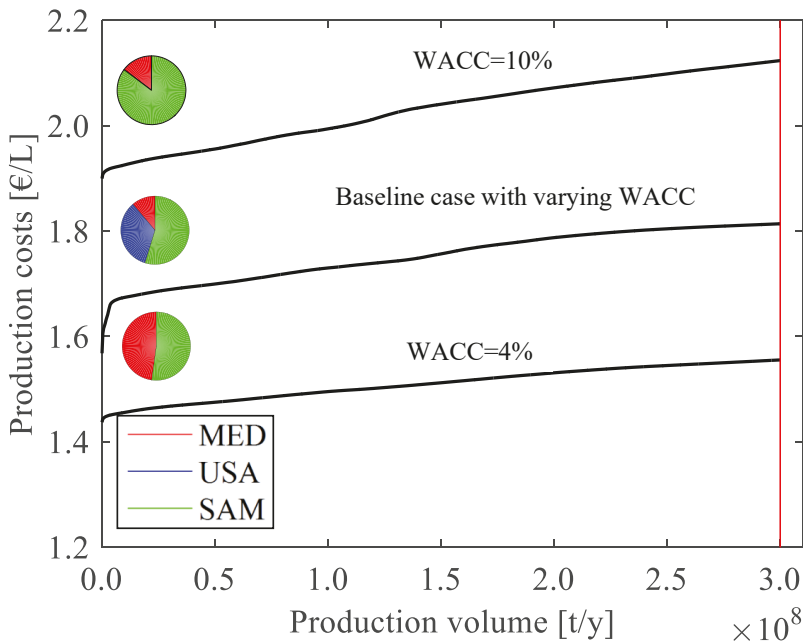 2.2
2.0
1.8
1.6
1.4
1.2
Production costs [€/L]
WACC=10%
Baseline case with varying WACC
WACC=4%
MED
USA
SAM
0.0 0.5 1.0 1.5 2.0 2.5 3.0
Production volume [t/y]
×10⁸